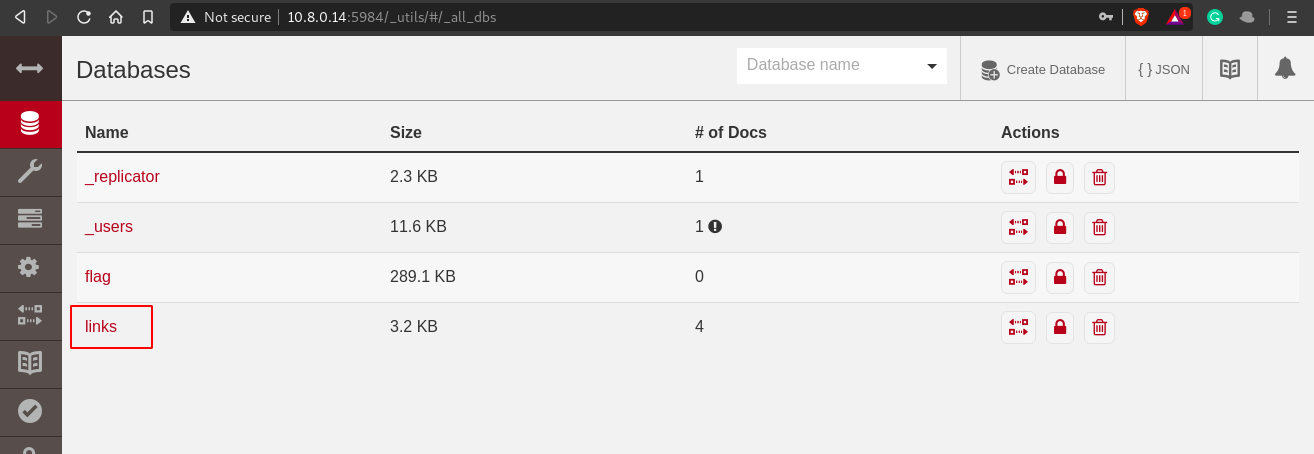 Not secure 10.8.0.14:5984/_utils/#/_all_dbs 1
Databases Database name Create Database { } JSON
Name Size # of Docs Actions
_replicator 2.3 KB 1
_users 11.6 KB 1
flag 289.1 KB 0
links 3.2 KB 4